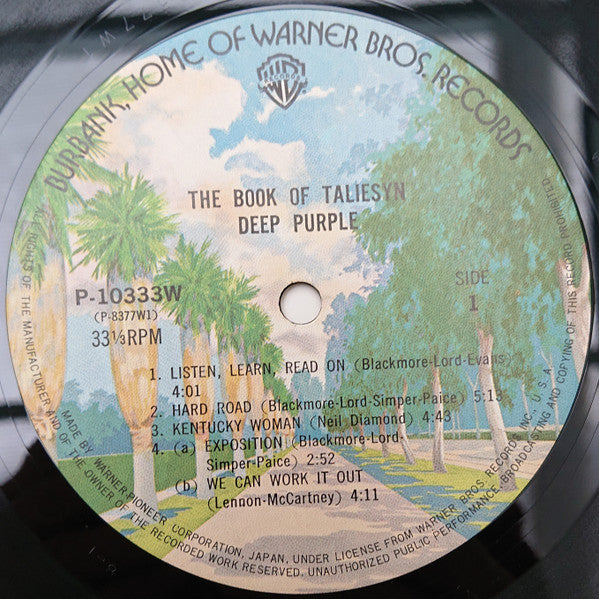 BURBANK, HOME OF WARNER BROS. RECORDS
THE BOOK OF TALIESYN
DEEP PURPLE
P-10333W
(P-8377W1)
33⅓RPM
SIDE
1
1. LISTEN, LEARN, READ ON (Blackmore-Lord-Evans)
4:01
2. HARD ROAD (Blackmore-Lord-Simper-Paice) 5:13
3. KENTUCKY WOMAN (Neil Diamond) 4:43
4. (a) EXPOSITION (Blackmore-Lord-
Simper-Paice) 2:52
(b) WE CAN WORK IT OUT
(Lennon-McCartney) 4:11
MADE BY WARNER-PIONEER CORPORATION, JAPAN, UNDER LICENSE FROM WARNER BROS. RECORDS INC., U.S.A.
ALL RIGHTS OF THE MANUFACTURER AND OF THE OWNER OF THE RECORDED WORK RESERVED. UNAUTHORIZED PUBLIC PERFORMANCE, BROADCASTING AND COPYING OF THIS RECORD PROHIBITED